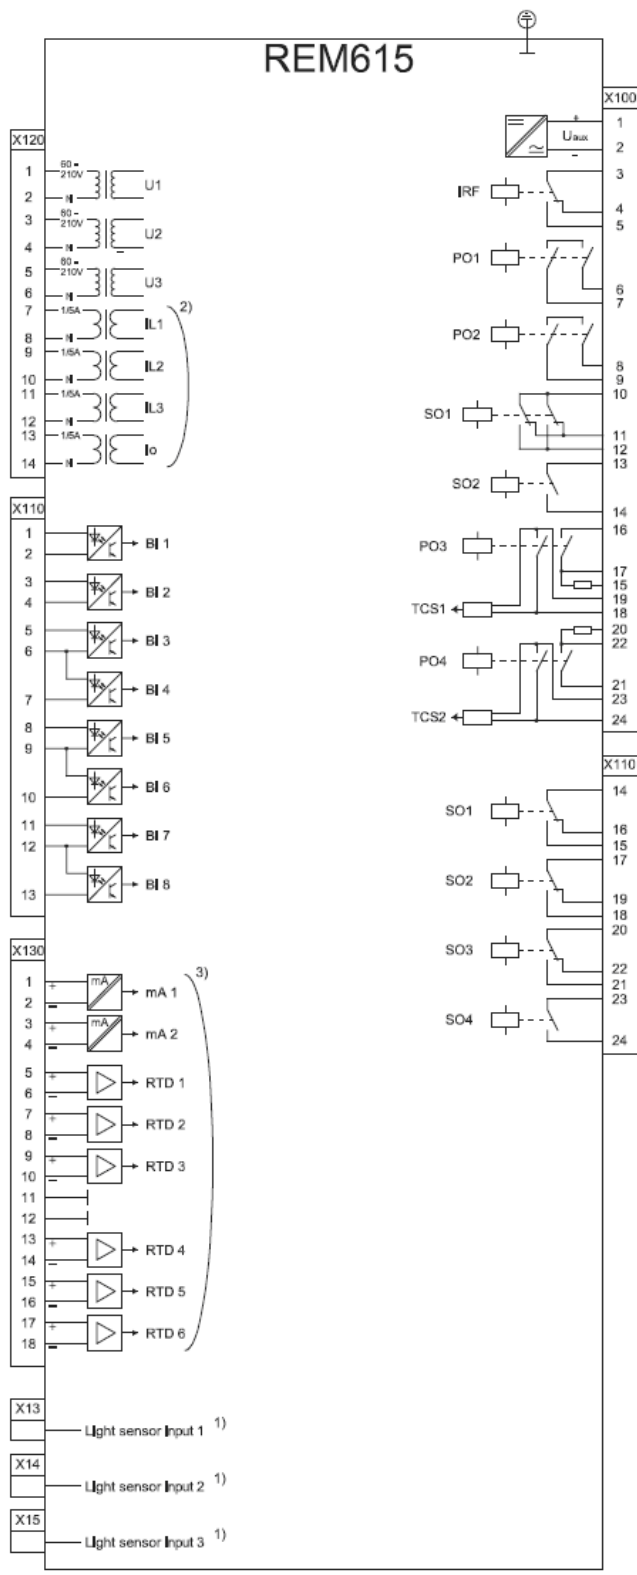 REM615
X120
1 60 - 210V
2 N U1
3 60 - 210V
4 N U2
5 60 - 210V
6 N U3
7 1/5A
8 N IL1 2)
9 1/5A
10 N IL2
11 1/5A
12 N IL3
13 1/5A
14 N Io
X110
1
2 BI 1
3
4 BI 2
5
6 BI 3
7 BI 4
8
9 BI 5
10 BI 6
11
12 BI 7
13 BI 8
X130
3)
1 + mA
2 - mA 1
3 + mA
4 - mA 2
5 +
6 - RTD 1
7 +
8 - RTD 2
9 +
10 - RTD 3
11
12
13 +
14 - RTD 4
15 +
16 - RTD 5
17 +
18 - RTD 6
X13
Light sensor input 1 1)
X14
Light sensor input 2 1)
X15
Light sensor input 3 1)
X100
+ 1
Uaux
- 2
3
IRF
4
5
PO1
6
7
PO2
8
9
10
SO1
11
12
13
SO2
14
16
PO3
17
15
19
TCS1
18
20
22
PO4
21
23
TCS2
24
X110
14
SO1
16
15
17
SO2
19
18
20
SO3
22
21
23
SO4
24